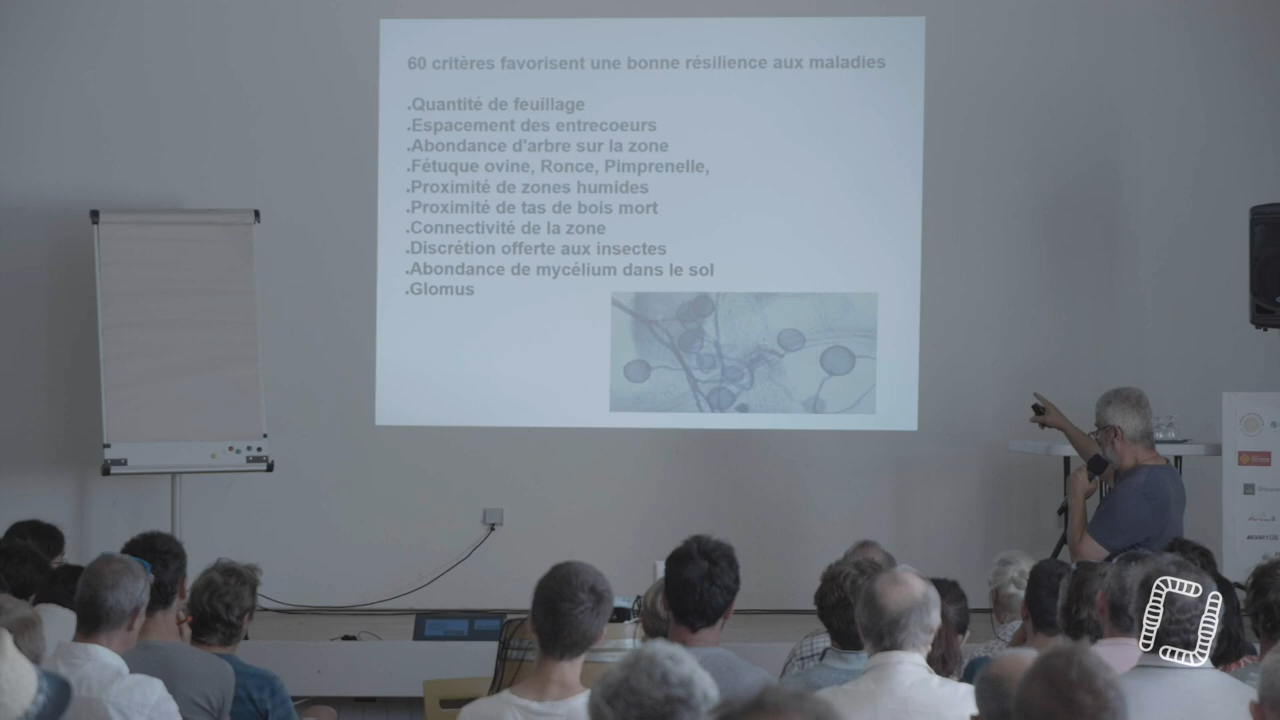 60 critères favorisent une bonne résilience aux maladies
.Quantité de feuillage
.Espacement des entrecoeurs
.Abondance d'arbre sur la zone
.Fétuque ovine, Ronce, Pimprenelle,
.Proximité de zones humides
.Proximité de tas de bois mort
.Connectivité de la zone
.Discrétion offerte aux insectes
.Abondance de mycélium dans le sol
.Glomus